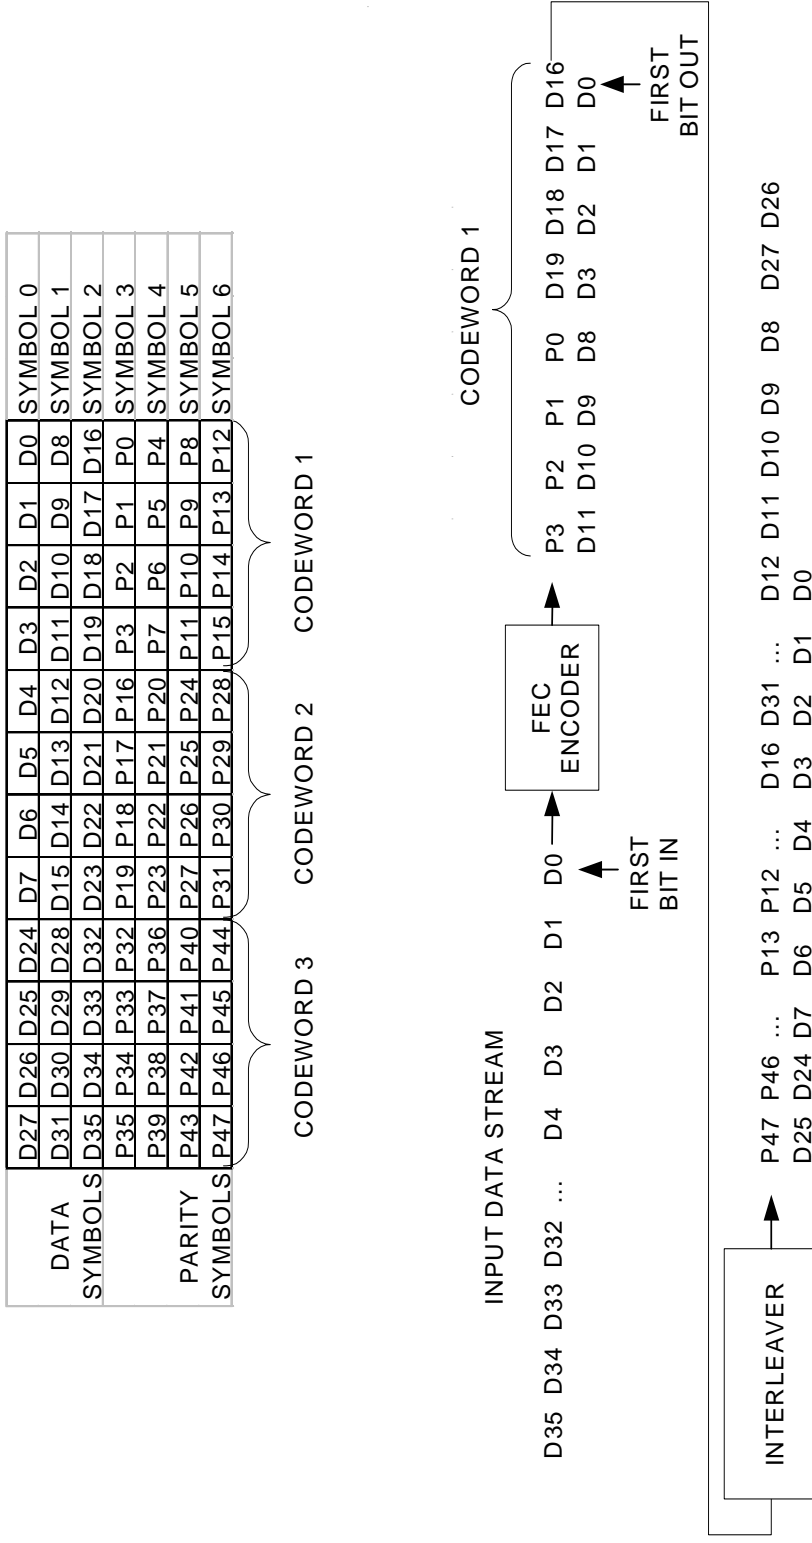 D27 D26 D25 D24 D7 D6 D5 D4 D3 D2 D1 D0 SYMBOL 0
DATA D31 D30 D29 D28 D15 D14 D13 D12 D11 D10 D9 D8 SYMBOL 1
SYMBOLS D35 D34 D33 D32 D23 D22 D21 D20 D19 D18 D17 D16 SYMBOL 2
P35 P34 P33 P32 P19 P18 P17 P16 P3 P2 P1 P0 SYMBOL 3
P39 P38 P37 P36 P23 P22 P21 P20 P7 P6 P5 P4 SYMBOL 4
PARITY P43 P42 P41 P40 P27 P26 P25 P24 P11 P10 P9 P8 SYMBOL 5
SYMBOLS P47 P46 P45 P44 P31 P30 P29 P28 P15 P14 P13 P12 SYMBOL 6
CODEWORD 3 CODEWORD 2 CODEWORD 1
INPUT DATA STREAM
D35 D34 D33 D32 ... D4 D3 D2 D1 D0
FIRST
BIT IN
FEC
ENCODER
CODEWORD 1
P3 P2 P1 P0 D19 D18 D17 D16
D11 D10 D9 D8 D3 D2 D1 D0
FIRST
BIT OUT
INTERLEAVER
P47 P46 ... P13 P12 ... D16 D31 ... D12 D11 D10 D9 D8 D27 D26
D25 D24 D7 D6 D5 D4 D3 D2 D1 D0